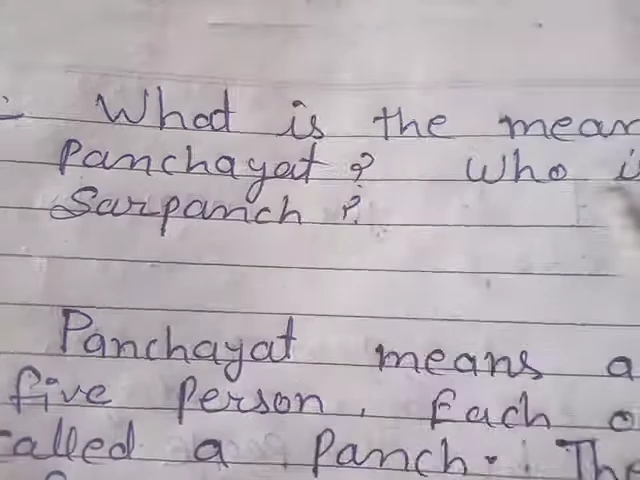 What is the mean
Panchayat ? Who i
Sarpanch ?
Panchayat means a
five person. Each o
called a Panch. The